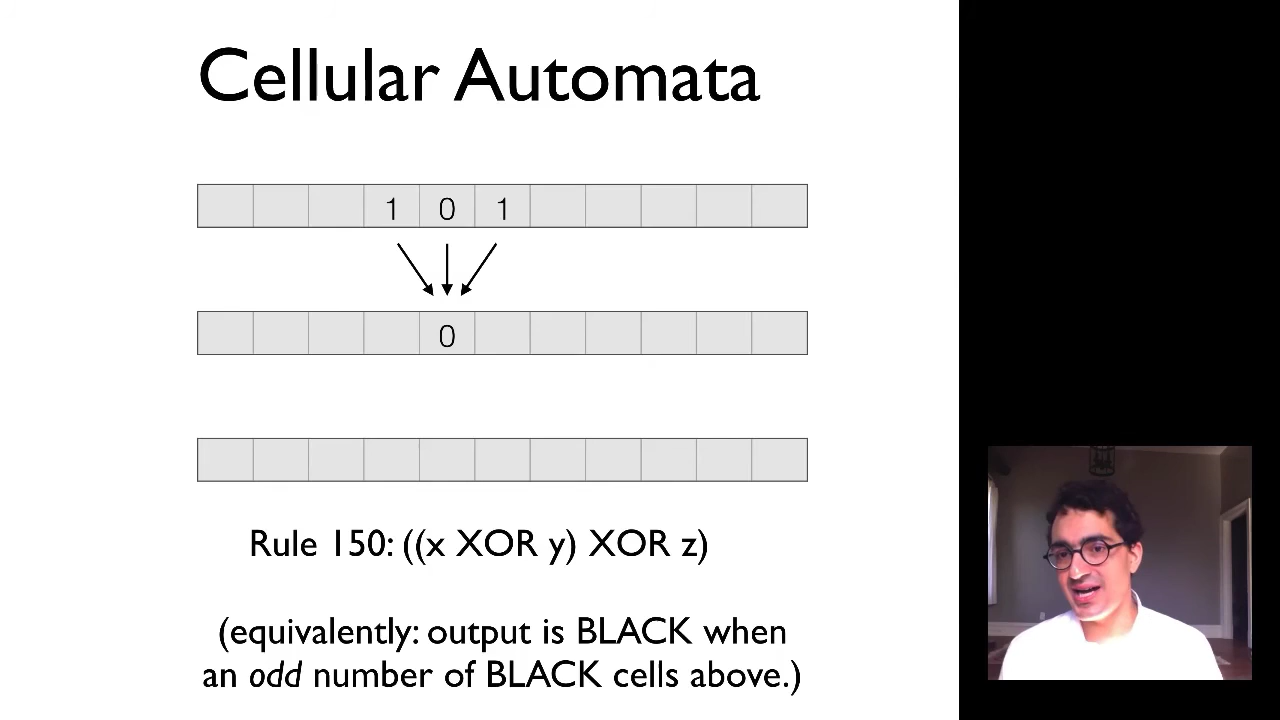 Cellular Automata
1 0 1
0
Rule 150: ((x XOR y) XOR z)
(equivalently: output is BLACK when
an odd number of BLACK cells above.)